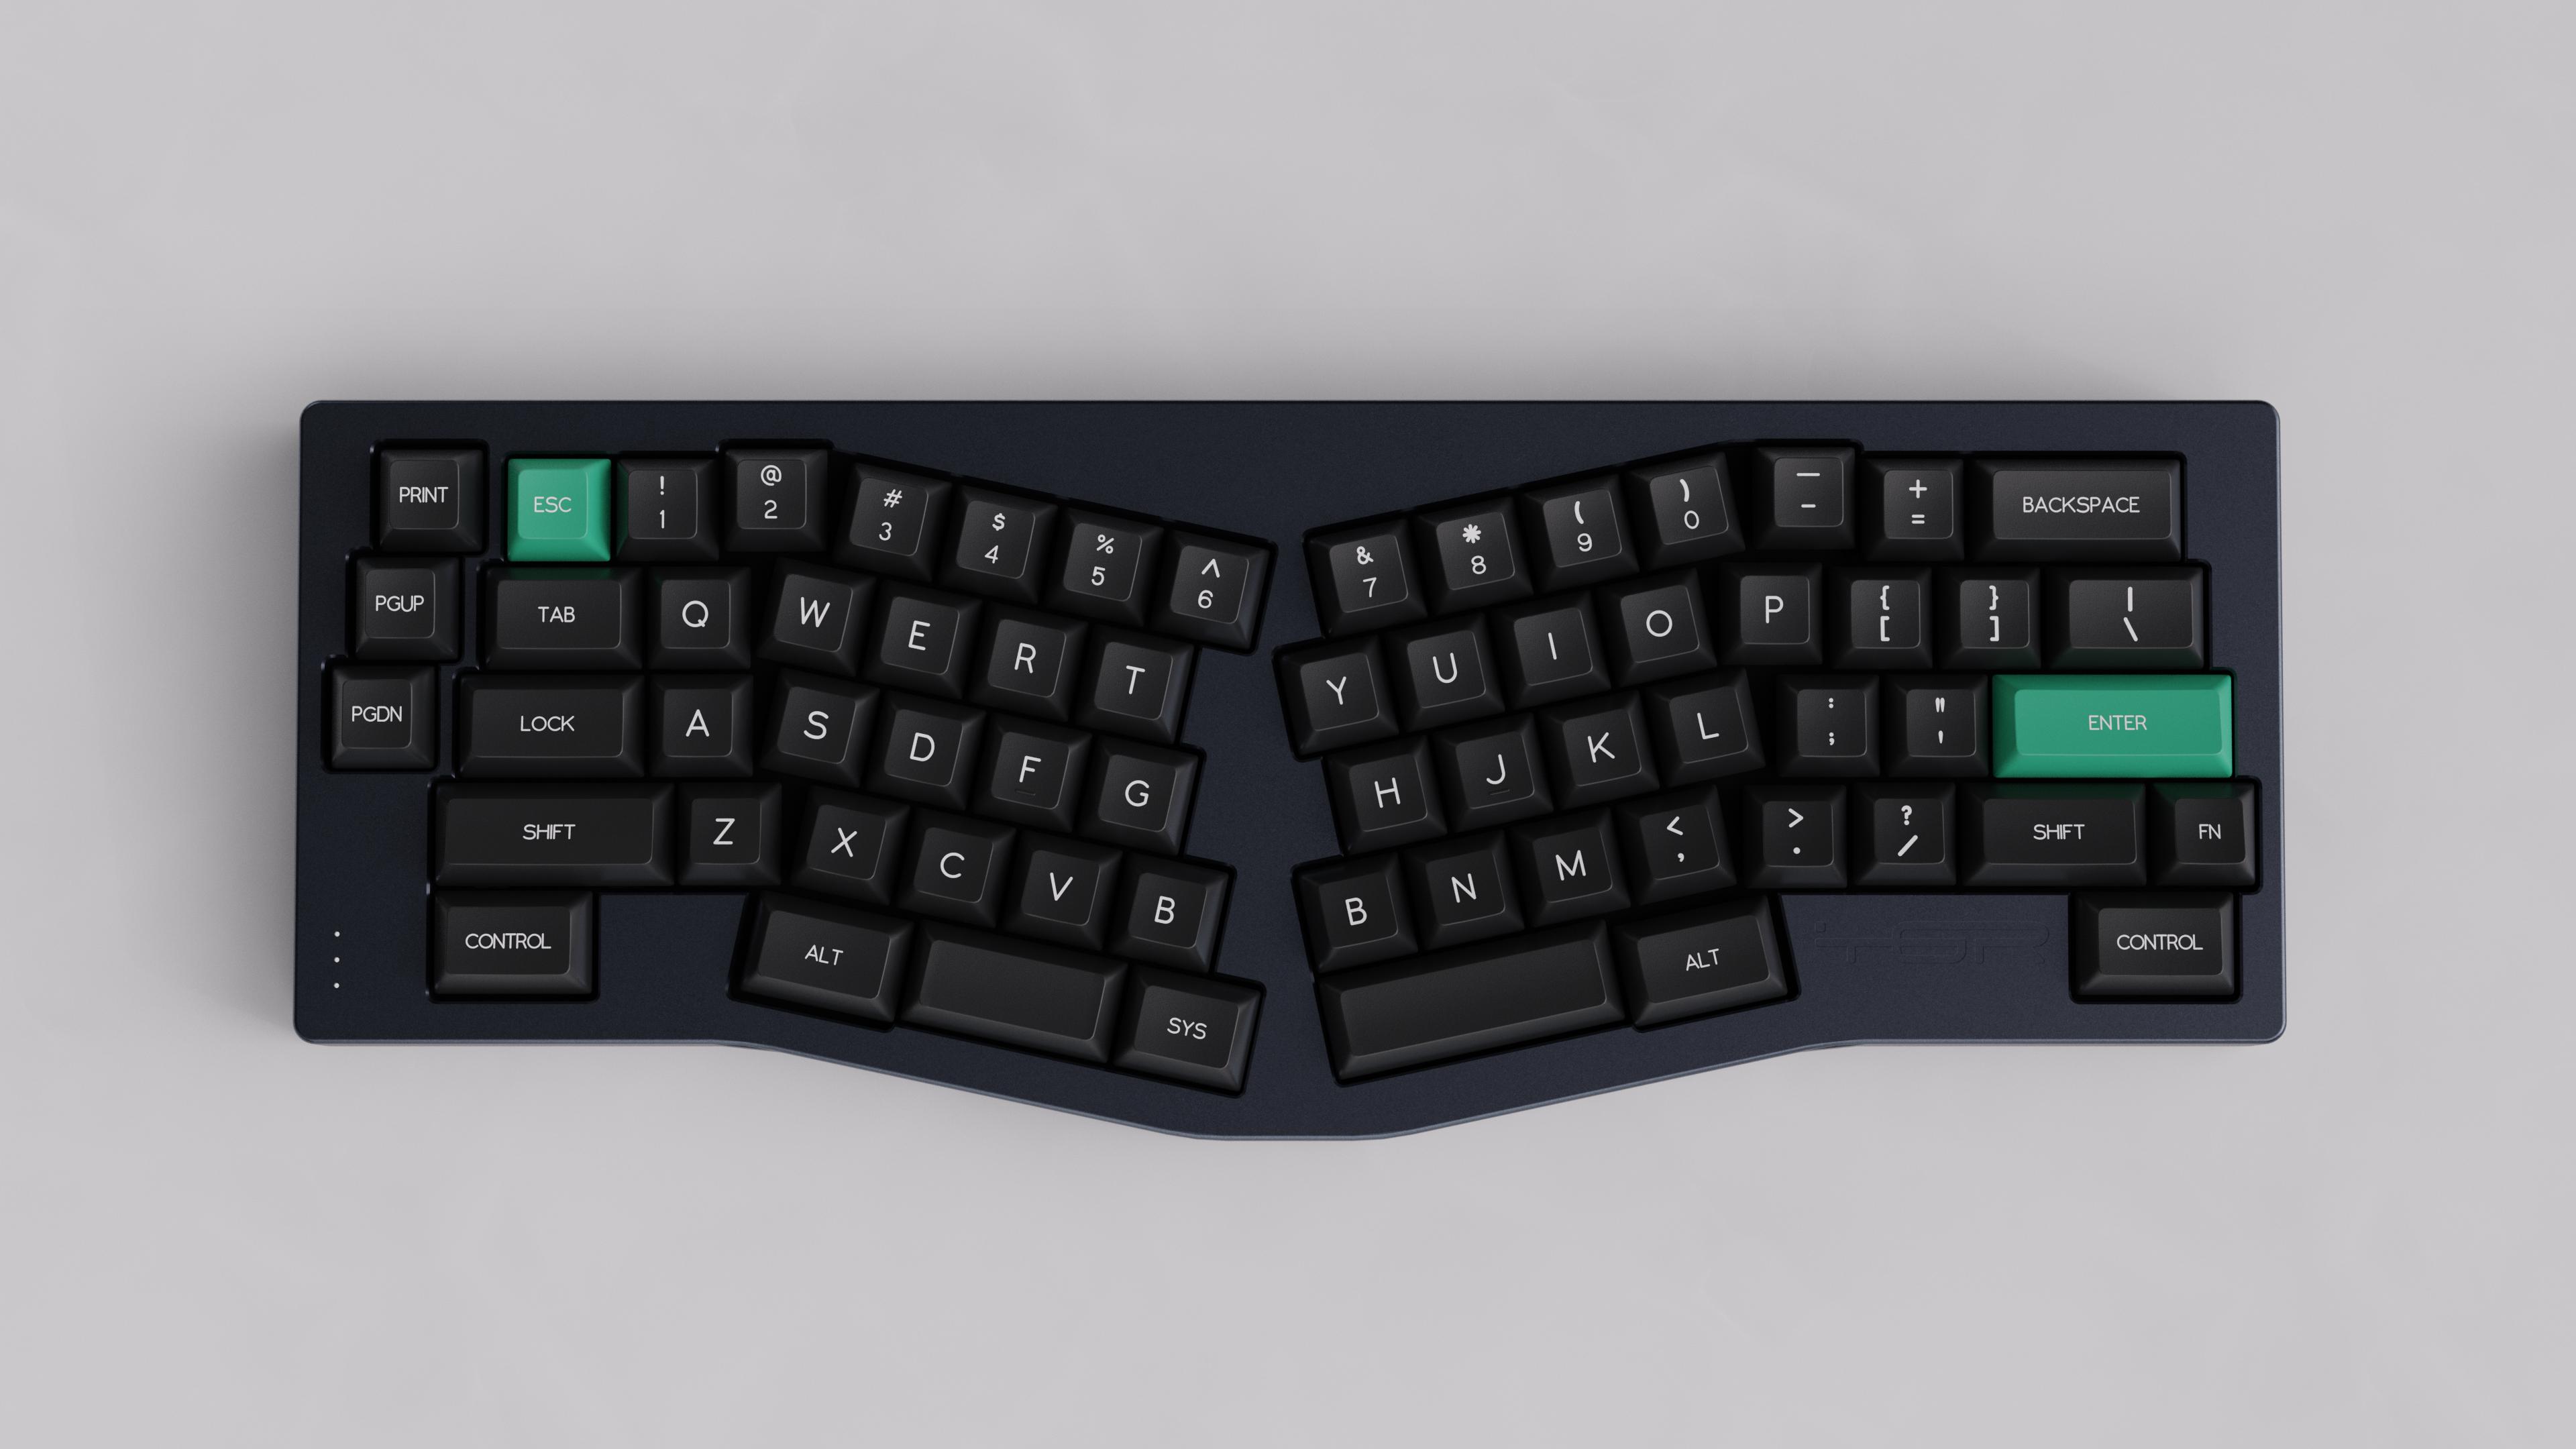 PRINT ESC ! 1 @ 2 # 3 $ 4 % 5 ^ 6 & 7 * 8 ( 9 ) 0 — - + = BACKSPACE
PGUP TAB Q W E R T Y U I O P { [ } ] | \
PGDN LOCK A S D F G H J K L : ; " ' ENTER
SHIFT Z X C V B B N M < , > . ? / SHIFT FN
CONTROL ALT SYS ALT CONTROL